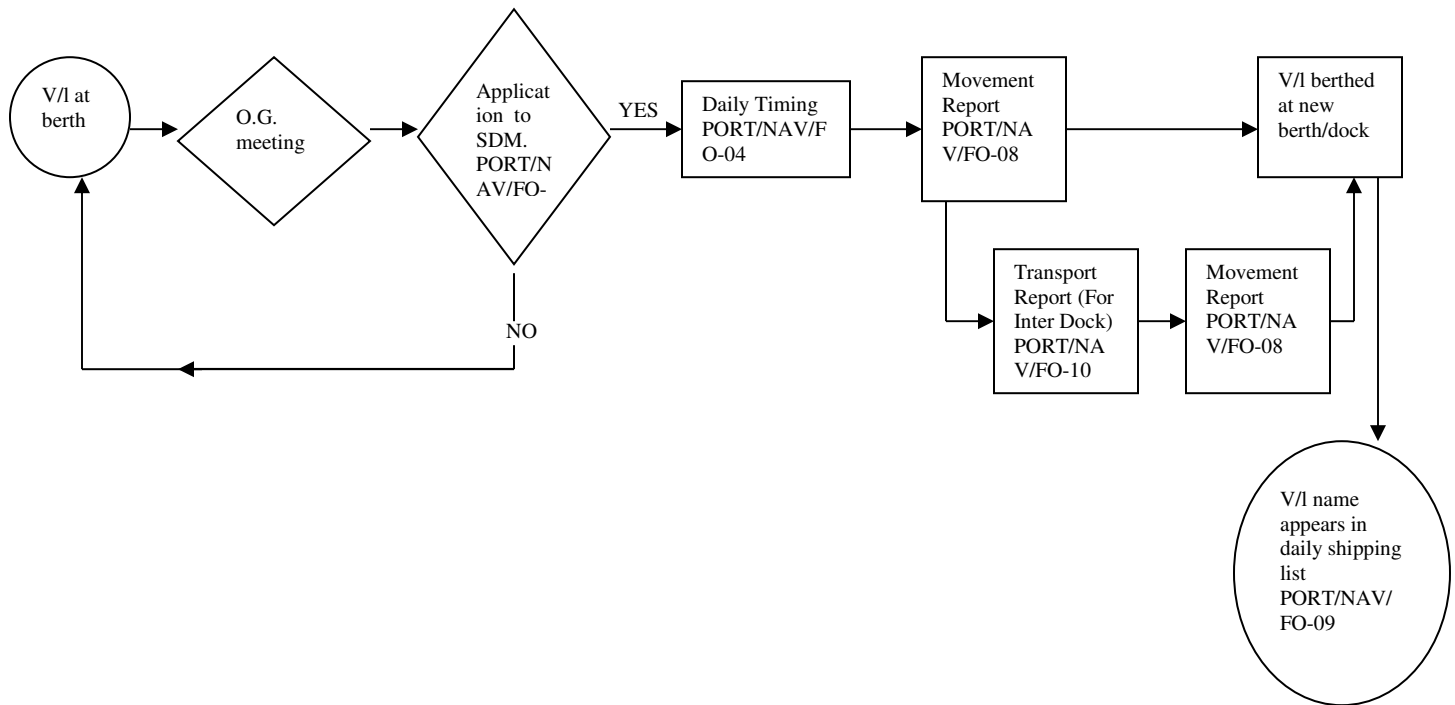 V/l at
berth
O.G.
meeting
Applicat
ion to
SDM.
PORT/N
AV/FO-
YES
NO
Daily Timing
PORT/NAV/F
O-04
Movement
Report
PORT/NA
V/FO-08
V/l berthed
at new
berth/dock
Transport
Report (For
Inter Dock)
PORT/NA
V/FO-10
Movement
Report
PORT/NA
V/FO-08
V/l name
appears in
daily shipping
list
PORT/NAV/
FO-09